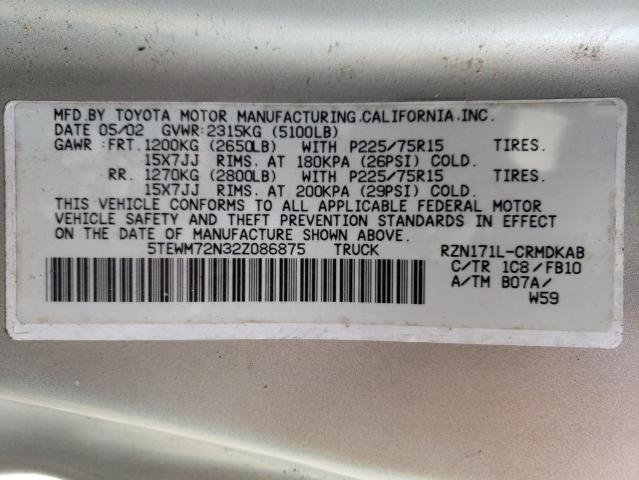 MFD.BY TOYOTA MOTOR MANUFACTURING.CALIFORNIA.INC.
DATE 05/02 GVWR:2315KG (5100LB)
GAWR :FRT.1200KG (2650LB) WITH P225/75R15 TIRES.
15X7JJ RIMS. AT 180KPA (26PSI) COLD.
RR. 1270KG (2800LB) WITH P225/75R15 TIRES.
15X7JJ RIMS. AT 200KPA (29PSI) COLD.
THIS VEHICLE CONFORMS TO ALL APPLICABLE FEDERAL MOTOR
VEHICLE SAFETY AND THEFT PREVENTION STANDARDS IN EFFECT
ON THE DATE OF MANUFACTURE SHOWN ABOVE.
5TEWM72N32Z086875 TRUCK RZN171L-CRMDKAB
C/TR 1C8/FB10
A/TM B07A/
W59